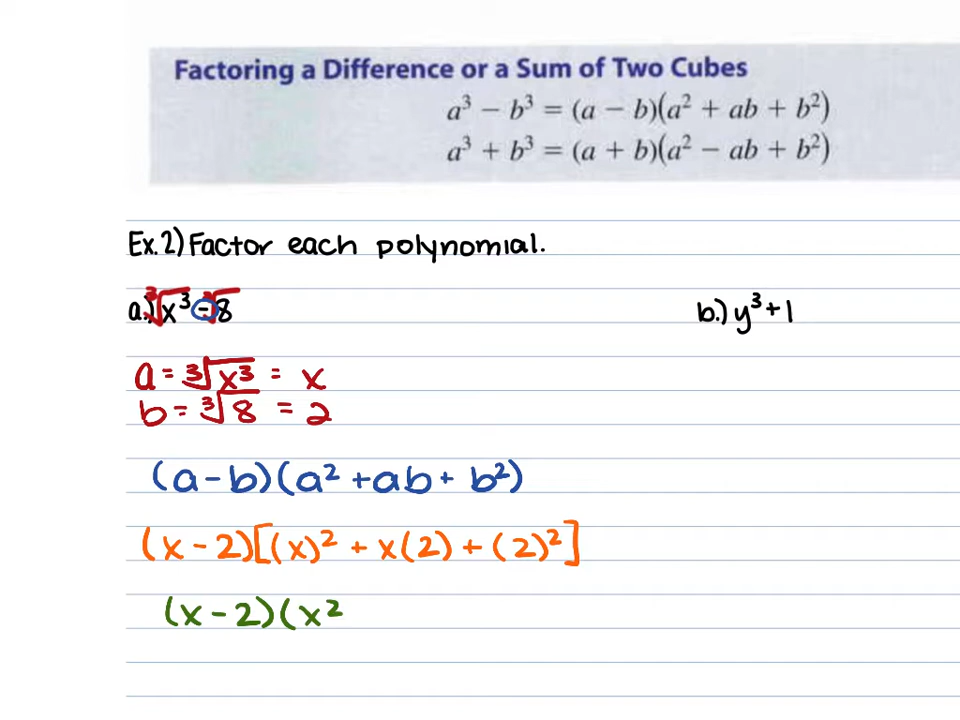 Factoring a Difference or a Sum of Two Cubes
a³ − b³ = (a − b)(a² + ab + b²)
a³ + b³ = (a + b)(a² − ab + b²)
Ex. 2) Factor each polynomial.
a.) ∛x³ − ∛8
b.) y³ + 1
a = ∛x³ = x
b = ∛8 = 2
(a − b)(a² + ab + b²)
(x − 2)[(x)² + x(2) + (2)²]
(x − 2)(x²